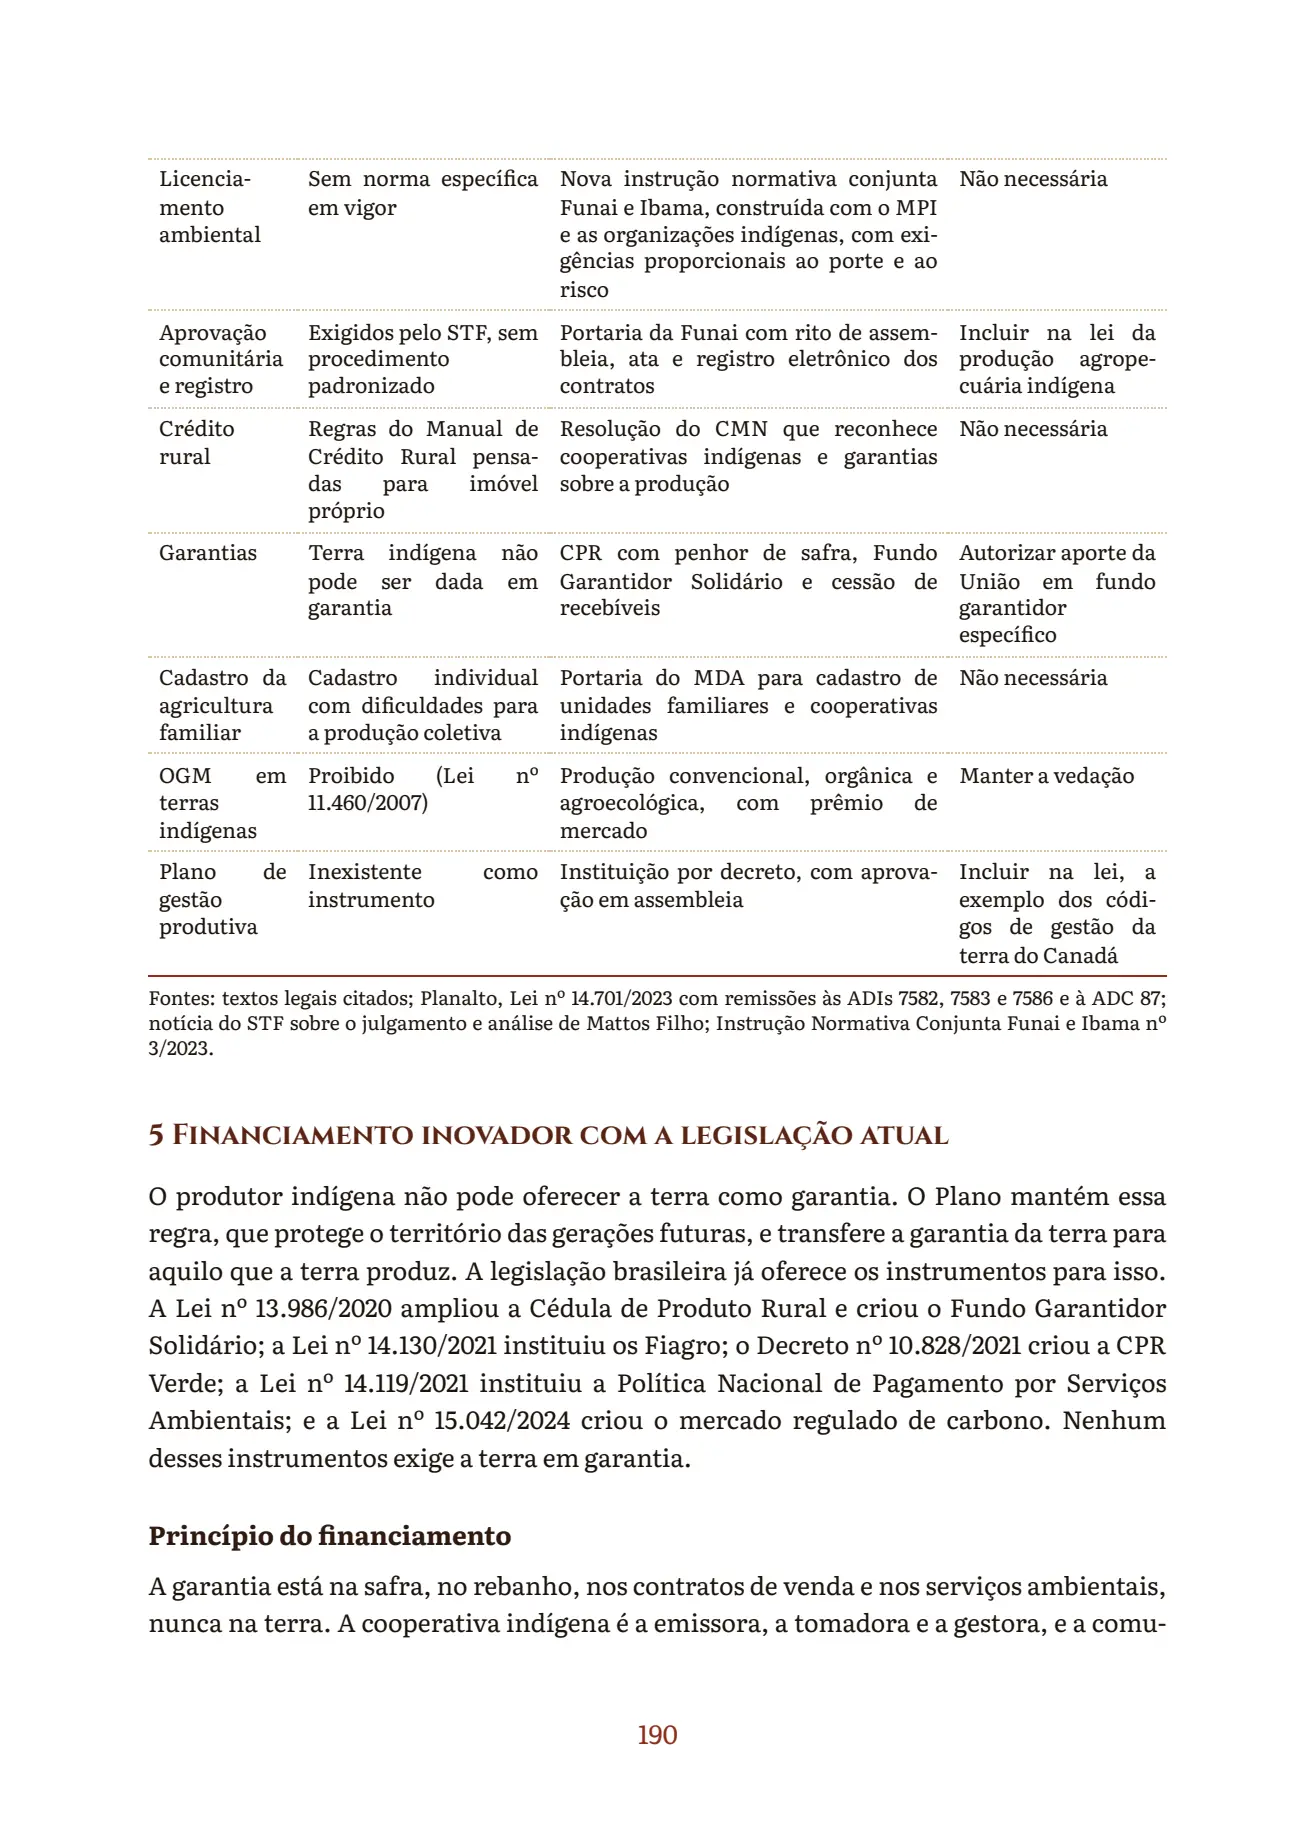 Licencia-
mento
ambiental
Sem norma específica
em vigor
Nova instrução normativa conjunta
Funai e Ibama, construída com o MPI
e as organizações indígenas, com exi-
gências proporcionais ao porte e ao
risco
Não necessária
Aprovação
comunitária
e registro
Exigidos pelo STF, sem
procedimento
padronizado
Portaria da Funai com rito de assem-
bleia, ata e registro eletrônico dos
contratos
Incluir na lei da
produção agrope-
cuária indígena
Crédito
rural
Regras do Manual de
Crédito Rural pensa-
das para imóvel
próprio
Resolução do CMN que reconhece
cooperativas indígenas e garantias
sobre a produção
Não necessária
Garantias
Terra indígena não
pode ser dada em
garantia
CPR com penhor de safra, Fundo
Garantidor Solidário e cessão de
recebíveis
Autorizar aporte da
União em fundo
garantidor
específico
Cadastro da
agricultura
familiar
Cadastro individual
com dificuldades para
a produção coletiva
Portaria do MDA para cadastro de
unidades familiares e cooperativas
indígenas
Não necessária
OGM em
terras
indígenas
Proibido (Lei nº
11.460/2007)
Produção convencional, orgânica e
agroecológica, com prêmio de
mercado
Manter a vedação
Plano de
gestão
produtiva
Inexistente como
instrumento
Instituição por decreto, com aprova-
ção em assembleia
Incluir na lei, a
exemplo dos códi-
gos de gestão da
terra do Canadá
Fontes: textos legais citados; Planalto, Lei nº 14.701/2023 com remissões às ADIs 7582, 7583 e 7586 e à ADC 87;
notícia do STF sobre o julgamento e análise de Mattos Filho; Instrução Normativa Conjunta Funai e Ibama nº
3/2023.
5 Financiamento inovador com a legislação atual
O produtor indígena não pode oferecer a terra como garantia. O Plano mantém essa
regra, que protege o território das gerações futuras, e transfere a garantia da terra para
aquilo que a terra produz. A legislação brasileira já oferece os instrumentos para isso.
A Lei nº 13.986/2020 ampliou a Cédula de Produto Rural e criou o Fundo Garantidor
Solidário; a Lei nº 14.130/2021 instituiu os Fiagro; o Decreto nº 10.828/2021 criou a CPR
Verde; a Lei nº 14.119/2021 instituiu a Política Nacional de Pagamento por Serviços
Ambientais; e a Lei nº 15.042/2024 criou o mercado regulado de carbono. Nenhum
desses instrumentos exige a terra em garantia.
Princípio do financiamento
A garantia está na safra, no rebanho, nos contratos de venda e nos serviços ambientais,
nunca na terra. A cooperativa indígena é a emissora, a tomadora e a gestora, e a comu-
190